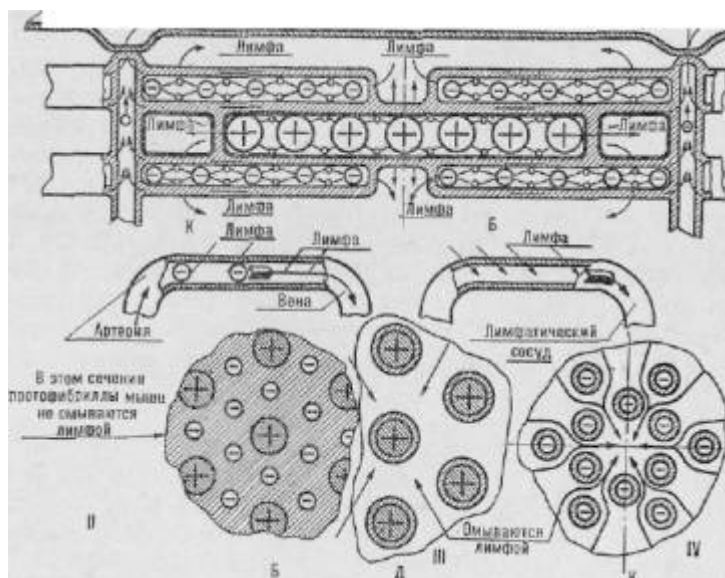 Лимфа
Лимфа
Лимфа
Лимфа
Лимфа
Лимфа
К
Б
Лимфа
Лимфа
Лимфа
Вена
Артерия
Лимфатический
сосуд
В этом сечении
протофибриллы мышц
не омываются
лимфой
Омываются
лимфой
II
III
IV
Б
Д